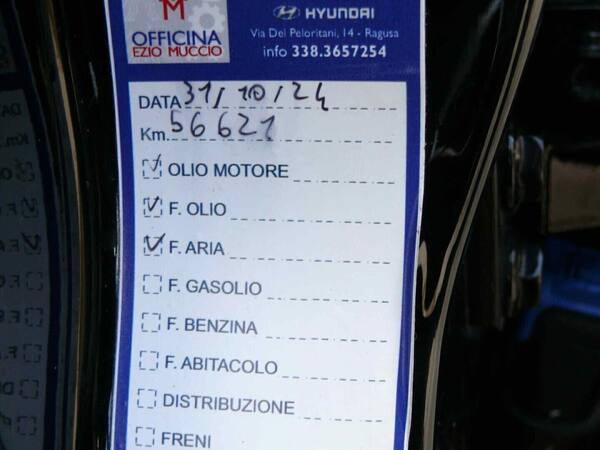 M
OFFICINA
EZIO MUCCIO
HYUNDAI
Via Dei Peloritani, 14 - Ragusa
info 338.3657254
DATA 31/10/24
Km. 56621
OLIO MOTORE
F. OLIO
F. ARIA
F. GASOLIO
F. BENZINA
F. ABITACOLO
DISTRIBUZIONE
FRENI